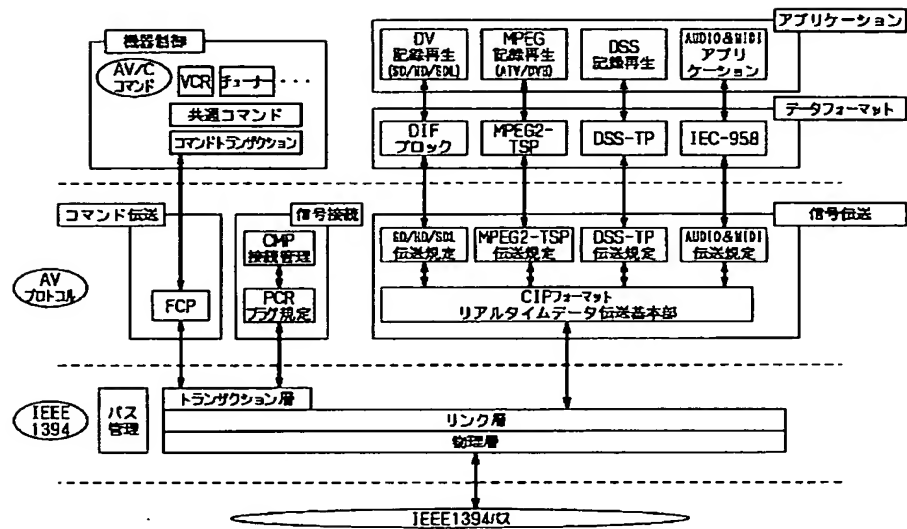 アプリケーション
機器制御
DV
記録再生
(SD/HD/SDL)
MPEG
記録再生
(ATV/DVB)
DSS
記録再生
AUDIO&MIDI
アプリ
ケーション
AV/C
コマンド
VCR
チューナー
・・・・
共通コマンド
コマンドトランザクション
データフォーマット
DIF
ブロック
MPEG2-
TSP
DSS-TP
IEC-958
コマンド伝送
信号接続
信号伝送
CMP
接続管理
SD/HD/SDL
伝送規定
MPEG2-TSP
伝送規定
DSS-TP
伝送規定
AUDIO&MIDI
伝送規定
AV
プロトコル
FCP
PCR
プラグ規定
CIPフォーマット
リアルタイムデータ伝送基本部
IEEE
1394
バス
管理
トランザクション層
リンク層
物理層
IEEE1394バス